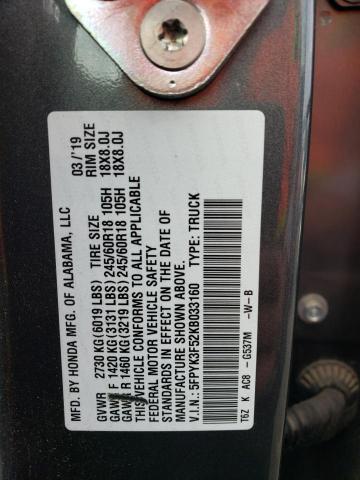 MFD. BY HONDA MFG. OF ALABAMA, LLC 03/'19
GVWR 2730 KG(6019 LBS) TIRE SIZE RIM SIZE
GAWR F 1420 KG(3131 LBS) 245/60R18 105H 18X8.0J
GAWR R 1460 KG(3219 LBS) 245/60R18 105H 18X8.0J
THIS VEHICLE CONFORMS TO ALL APPLICABLE
FEDERAL MOTOR VEHICLE SAFETY
STANDARDS IN EFFECT ON THE DATE OF
MANUFACTURE SHOWN ABOVE.
V.I.N.: 5FPYK3F52KB033160 TYPE: TRUCK
T6Z K AC8 - G537M -W-B